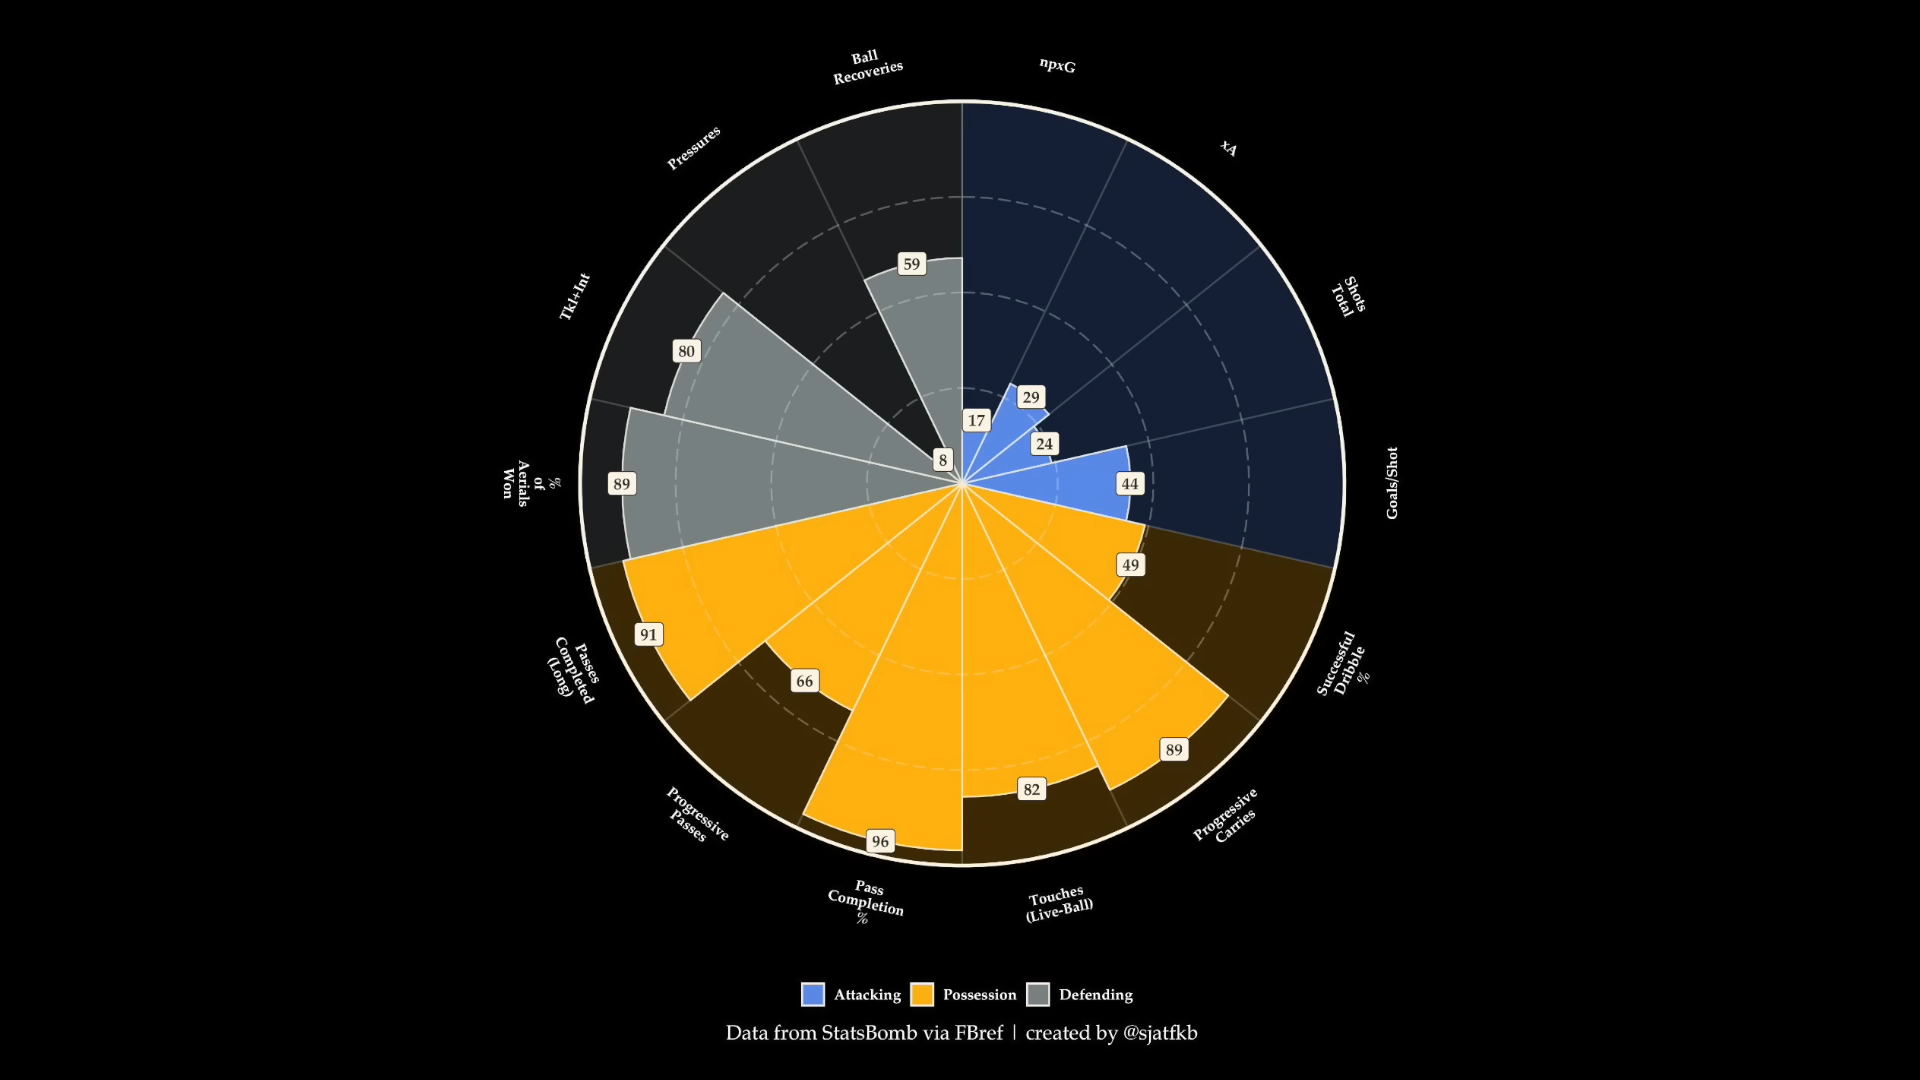 Ball
Recoveries
npxG
Pressures
xA
Tkl+Int
Shots
Total
59
80
29
17
24
8
%
of
Aerials
Won
89
44
Goals/Shot
49
Passes
Completed
(Long)
91
66
Successful
Dribble
%
89
82
96
Progressive
Passes
Progressive
Carries
Pass
Completion
%
Touches
(Live-Ball)
Attacking Possession Defending
Data from StatsBomb via FBref | created by @sjatfkb